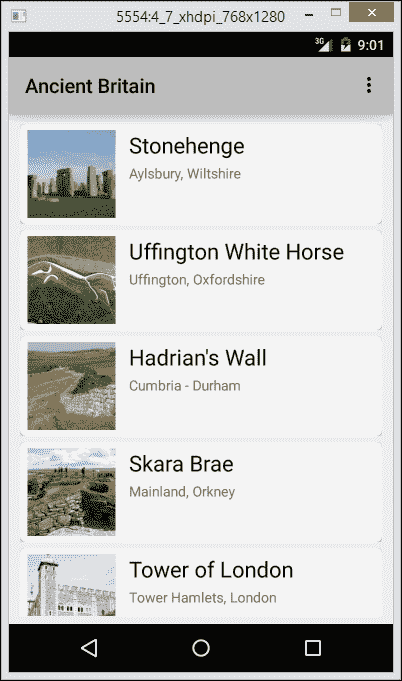 5554:4_7_xhdpi_768x1280
3G 9:01
Ancient Britain
Stonehenge
Aylsbury, Wiltshire
Uffington White Horse
Uffington, Oxfordshire
Hadrian's Wall
Cumbria - Durham
Skara Brae
Mainland, Orkney
Tower of London
Tower Hamlets, London